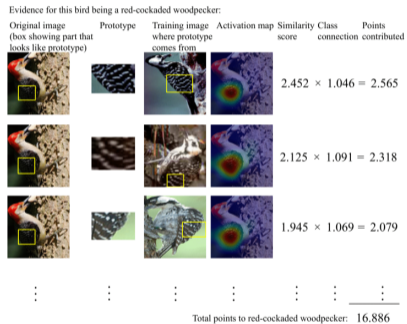 Evidence for this bird being a red-cockaded woodpecker:
Original image Prototype Training image Activation map Similarity Class Points
(box showing part that where prototype score connection contributed
looks like prototype) comes from
2.452 × 1.046 = 2.565
2.125 × 1.091 = 2.318
1.945 × 1.069 = 2.079
⋮ ⋮ ⋮ ⋮ ⋮ ⋮ ⋮
Total points to red-cockaded woodpecker: 16.886